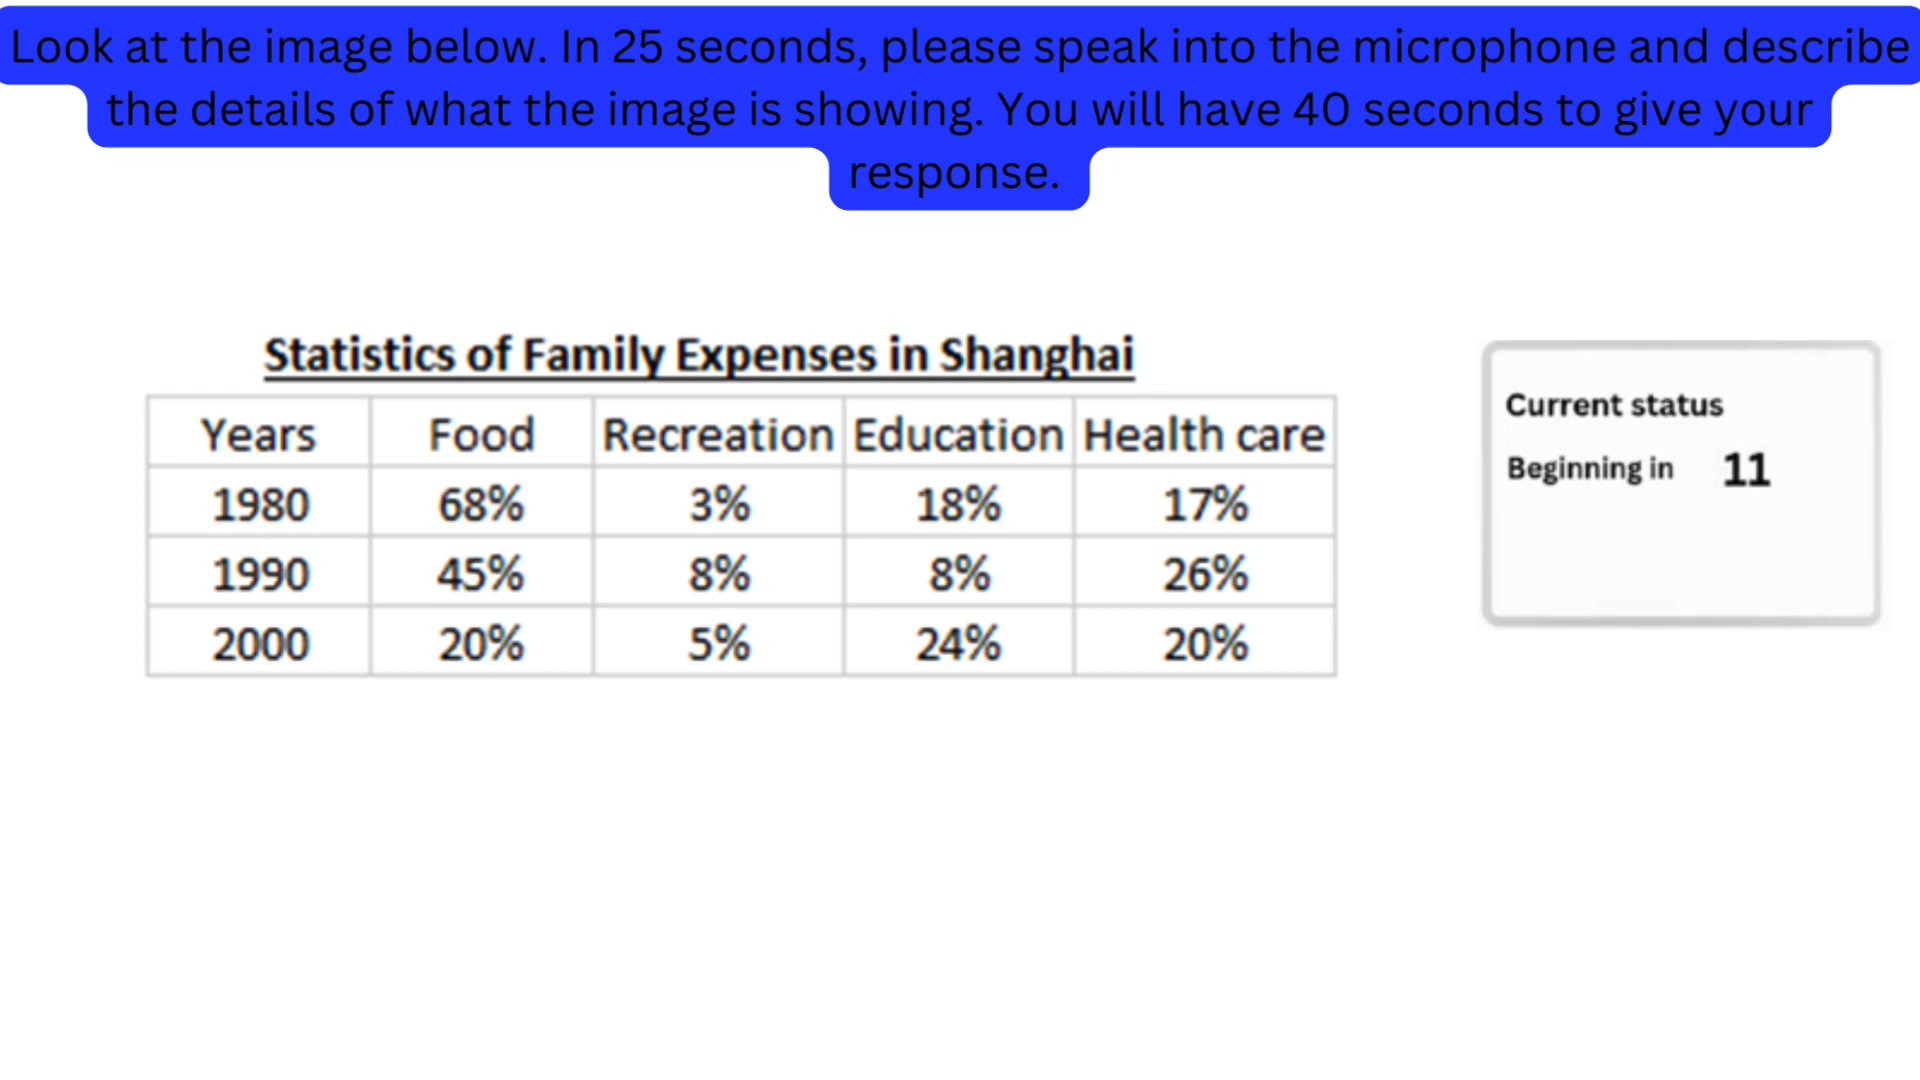 Look at the image below. In 25 seconds, please speak into the microphone and describe
the details of what the image is showing. You will have 40 seconds to give your
response.
Statistics of Family Expenses in Shanghai
Years Food Recreation Education Health care
1980 68% 3% 18% 17%
1990 45% 8% 8% 26%
2000 20% 5% 24% 20%
Current status
Beginning in 11